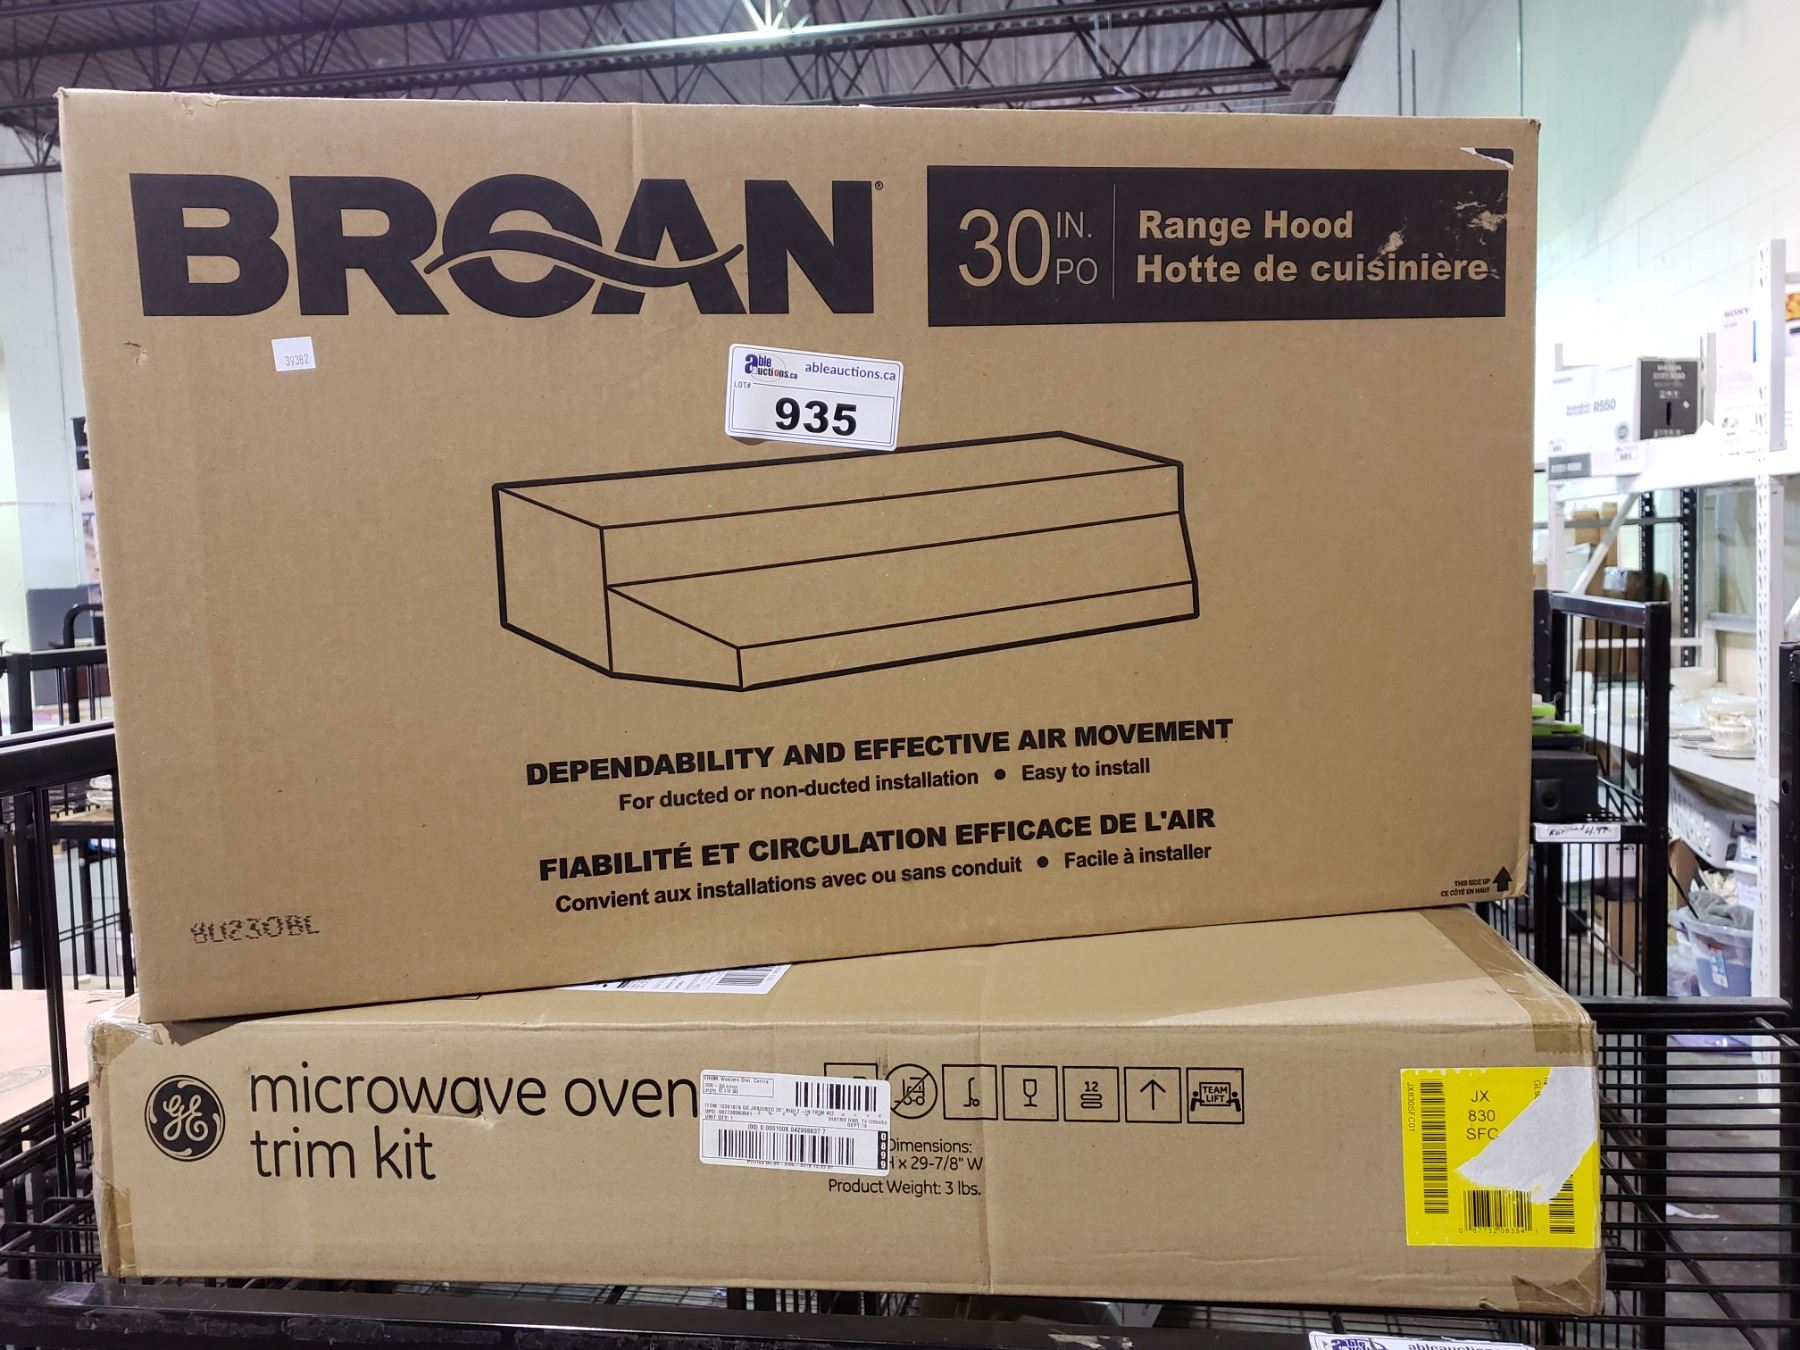 BROAN®
30 IN. PO
Range Hood
Hotte de cuisinière
39382
able auctions.ca
ableauctions.ca
LOT#
935
DEPENDABILITY AND EFFECTIVE AIR MOVEMENT
For ducted or non-ducted installation • Easy to install
FIABILITÉ ET CIRCULATION EFFICACE DE L'AIR
Convient aux installations avec ou sans conduit • Facile à installer
THIS SIDE UP
CE CÔTÉ EN HAUT
BU230BL
GE
microwave oven
trim kit
12
TEAM
LIFT
Dimensions:
x 29-7/8" W
Product Weight: 3 lbs.
JX
830
SFC
JX830SFC01
SONY
R550